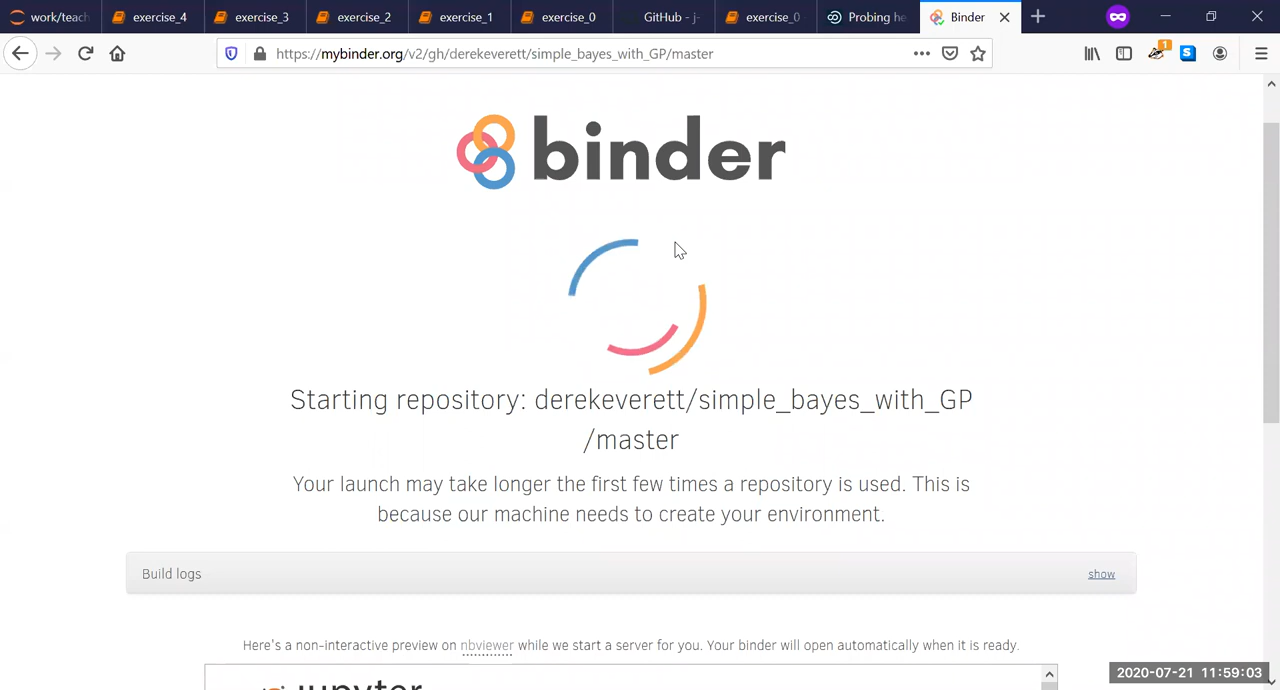 work/teach
exercise_4
exercise_3
exercise_2
exercise_1
exercise_0
GitHub - j-
exercise_0
Probing he
Binder
https://mybinder.org/v2/gh/derekeverett/simple_bayes_with_GP/master
1
S
binder
Starting repository: derekeverett/simple_bayes_with_GP
/master
Your launch may take longer the first few times a repository is used. This is
because our machine needs to create your environment.
Build logs
show
Here's a non-interactive preview on nbviewer while we start a server for you. Your binder will open automatically when it is ready.
jupyter
2020-07-21 11:59:03